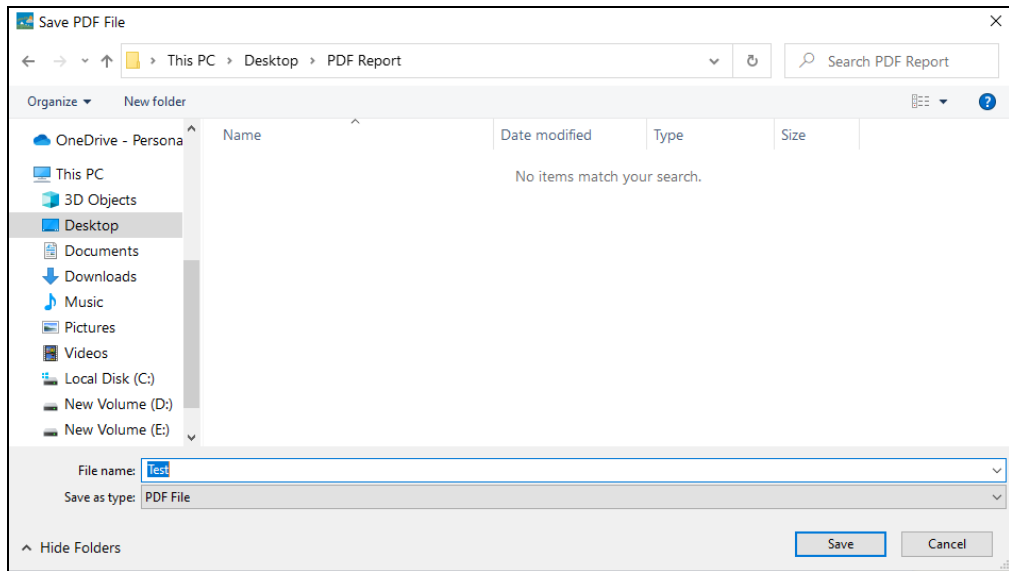 Save PDF File
This PC > Desktop > PDF Report
Search PDF Report
Organize
New folder
Name
Date modified
Type
Size
OneDrive - Persona
This PC
3D Objects
Desktop
Documents
Downloads
Music
Pictures
Videos
Local Disk (C:)
New Volume (D:)
New Volume (E:)
No items match your search.
File name: Test
Save as type: PDF File
Hide Folders
Save
Cancel